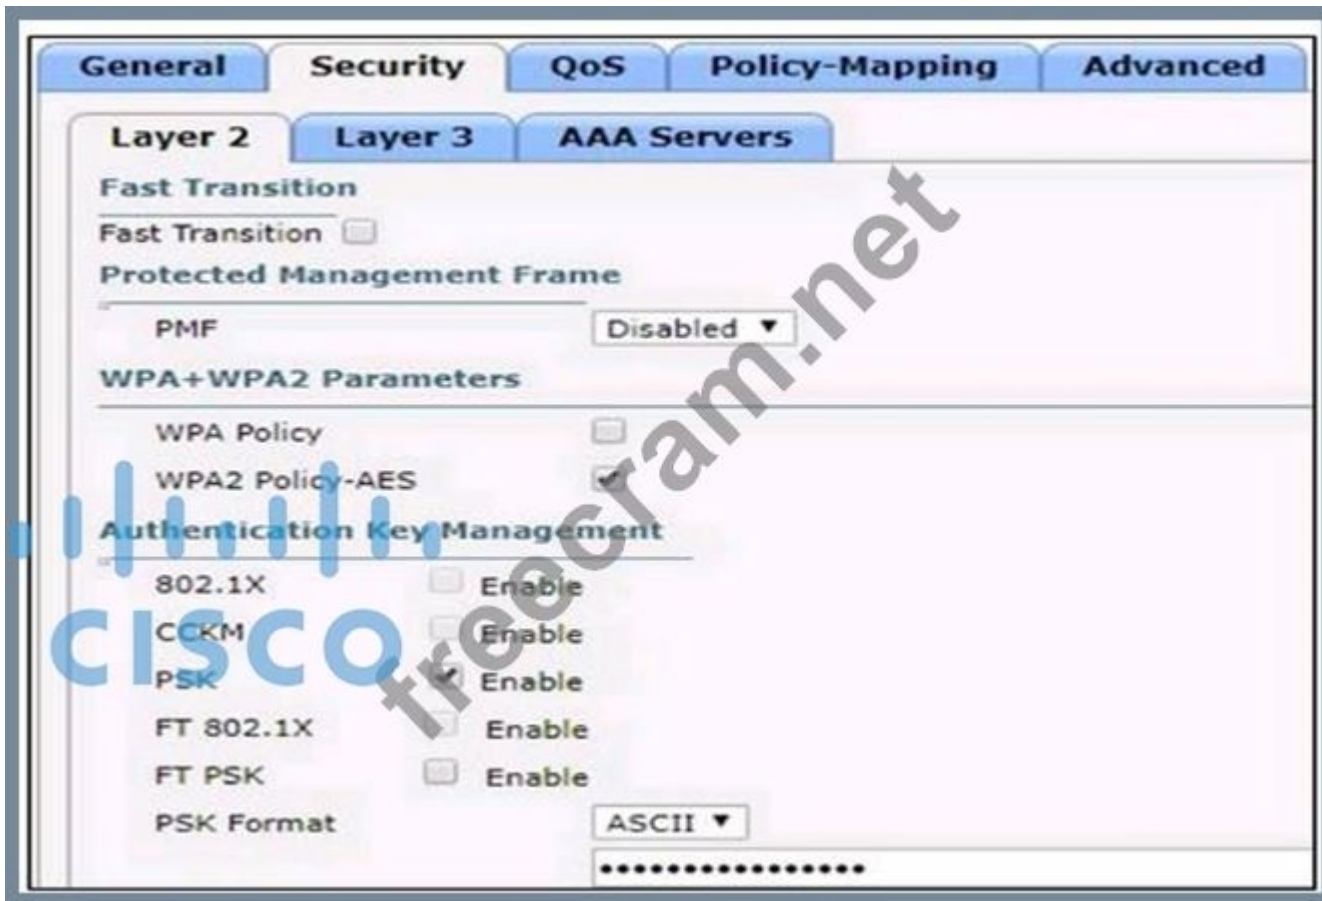 General Security QoS Policy-Mapping Advanced
Layer 2 Layer 3 AAA Servers
Fast Transition
Fast Transition
Protected Management Frame
PMF Disabled
WPA+WPA2 Parameters
WPA Policy
WPA2 Policy-AES
Authentication Key Management
802.1X Enable
CCKM Enable
PSK Enable
FT 802.1X Enable
FT PSK Enable
PSK Format ASCII
••••••••••••••••
CISCO
freecram.net